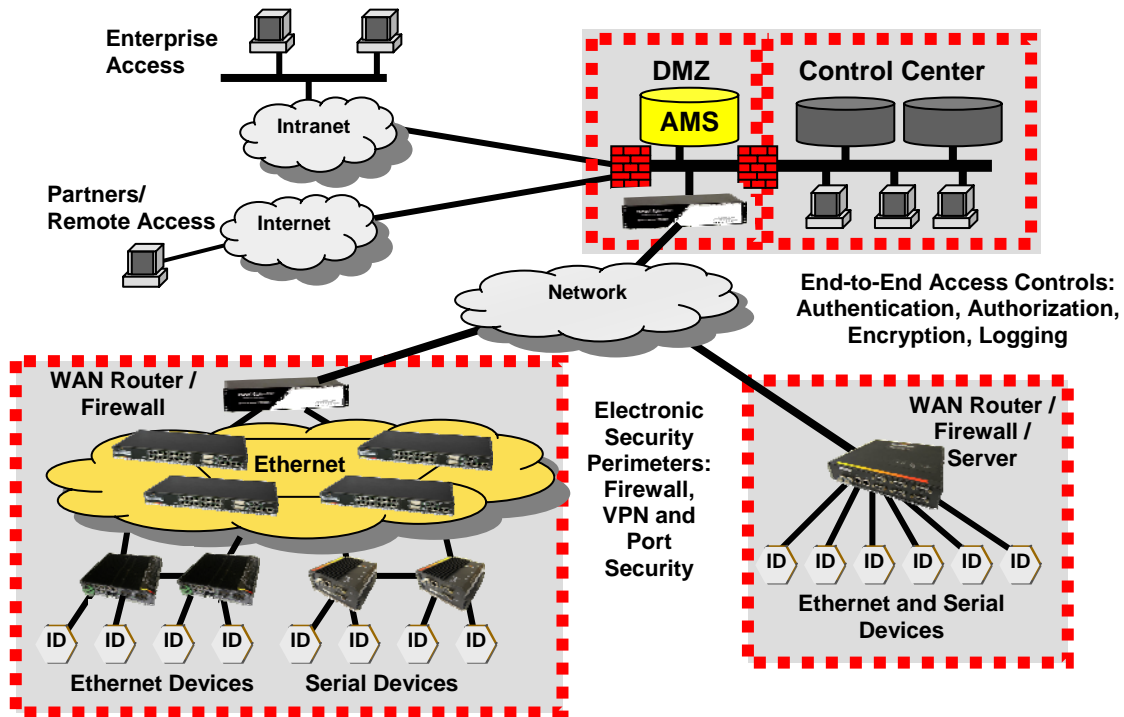 Enterprise
Access
Intranet
Partners/
Remote Access
Internet
DMZ
AMS
Control Center
Network
End-to-End Access Controls:
Authentication, Authorization,
Encryption, Logging
WAN Router /
Firewall
Ethernet
ID ID ID ID ID ID ID ID
Ethernet Devices Serial Devices
Electronic
Security
Perimeters:
Firewall,
VPN and
Port
Security
WAN Router /
Firewall /
Server
ID ID ID ID ID ID
Ethernet and Serial
Devices